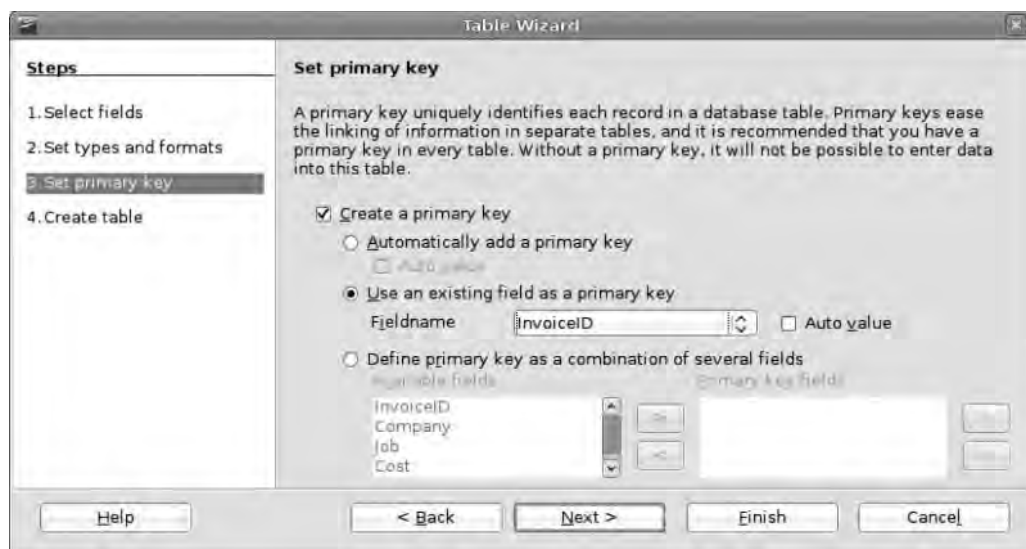 Table Wizard
Steps
1. Select fields
2. Set types and formats
3. Set primary key
4. Create table
Set primary key
A primary key uniquely identifies each record in a database table. Primary keys ease
the linking of information in separate tables, and it is recommended that you have a
primary key in every table. Without a primary key, it will not be possible to enter data
into this table.
Create a primary key
Automatically add a primary key
Auto value
Use an existing field as a primary key
Fieldname InvoiceID Auto value
Define primary key as a combination of several fields
Available fields Primary key fields
InvoiceID
Company
Job
Cost
>
<
Help < Back Next > Finish Cancel